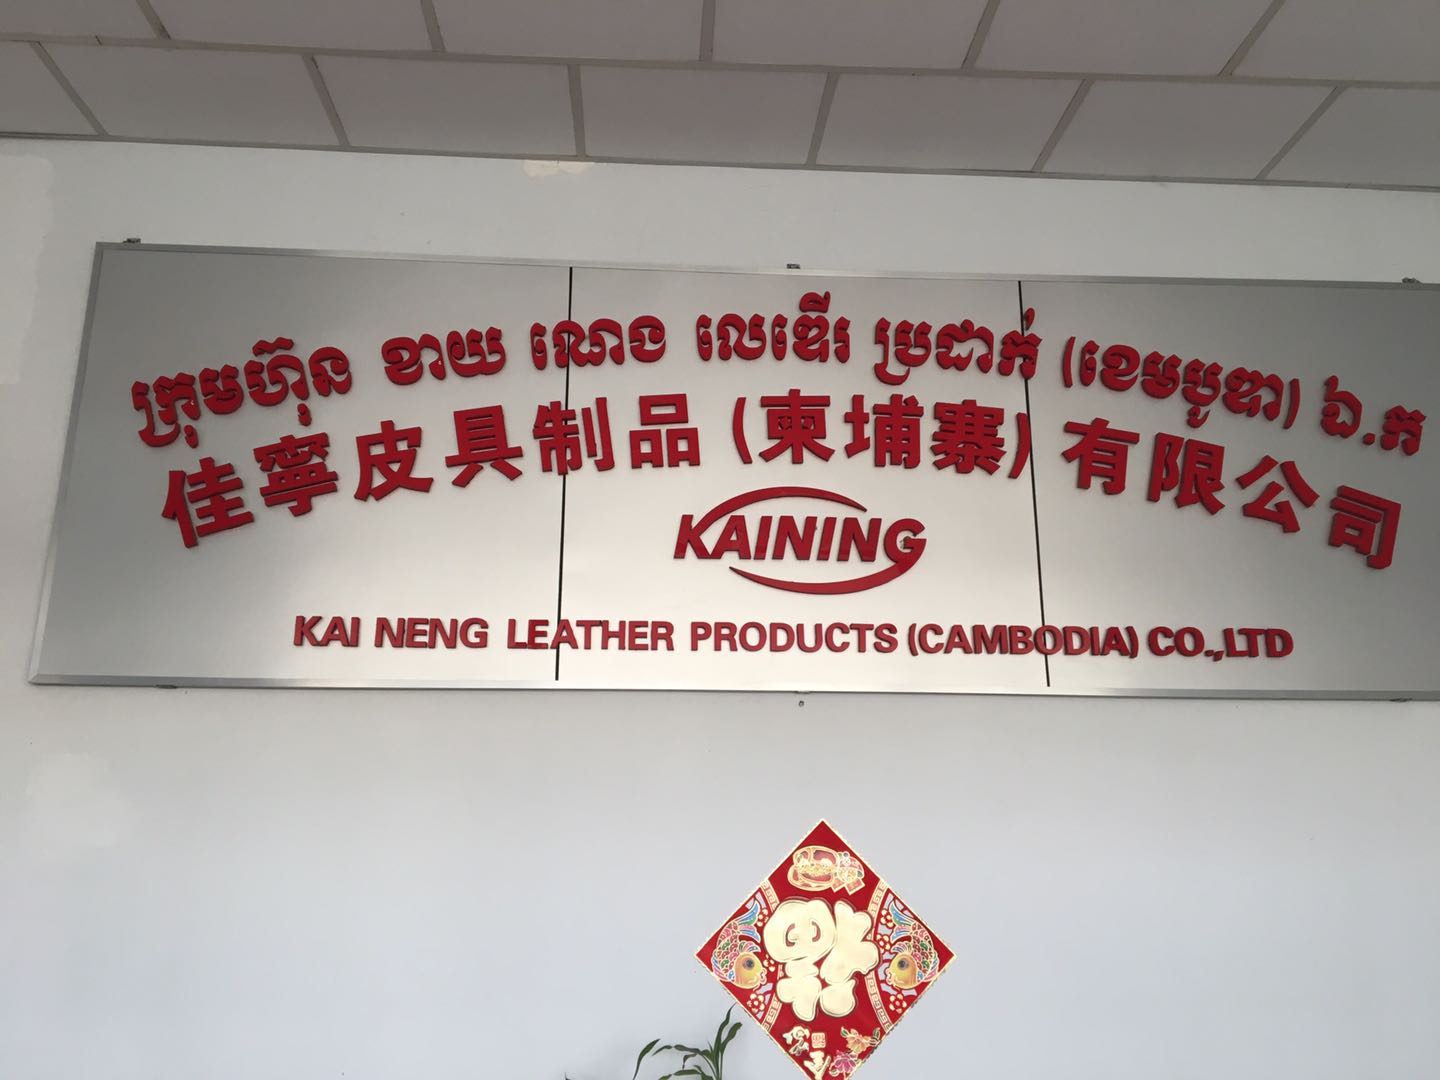 ក្រុមហ៊ុន ខាយ ណេង លេឌើរ ប្រដាក់ (ខេមបូឌា) ឯ.ក
佳寧皮具制品(柬埔寨)有限公司
KAINING
KAI NENG LEATHER PRODUCTS (CAMBODIA) CO.,LTD
福